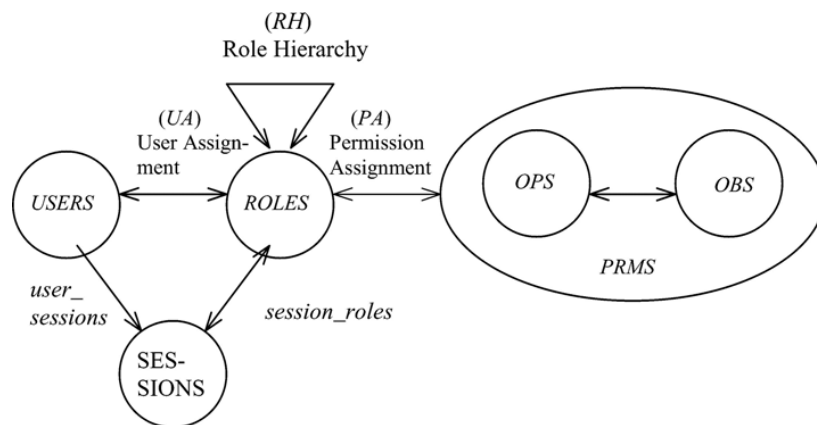 (RH)
Role Hierarchy
(UA)
User Assign-
ment
(PA)
Permission
Assignment
USERS
ROLES
OPS
OBS
PRMS
user_
sessions
session_roles
SES-
SIONS